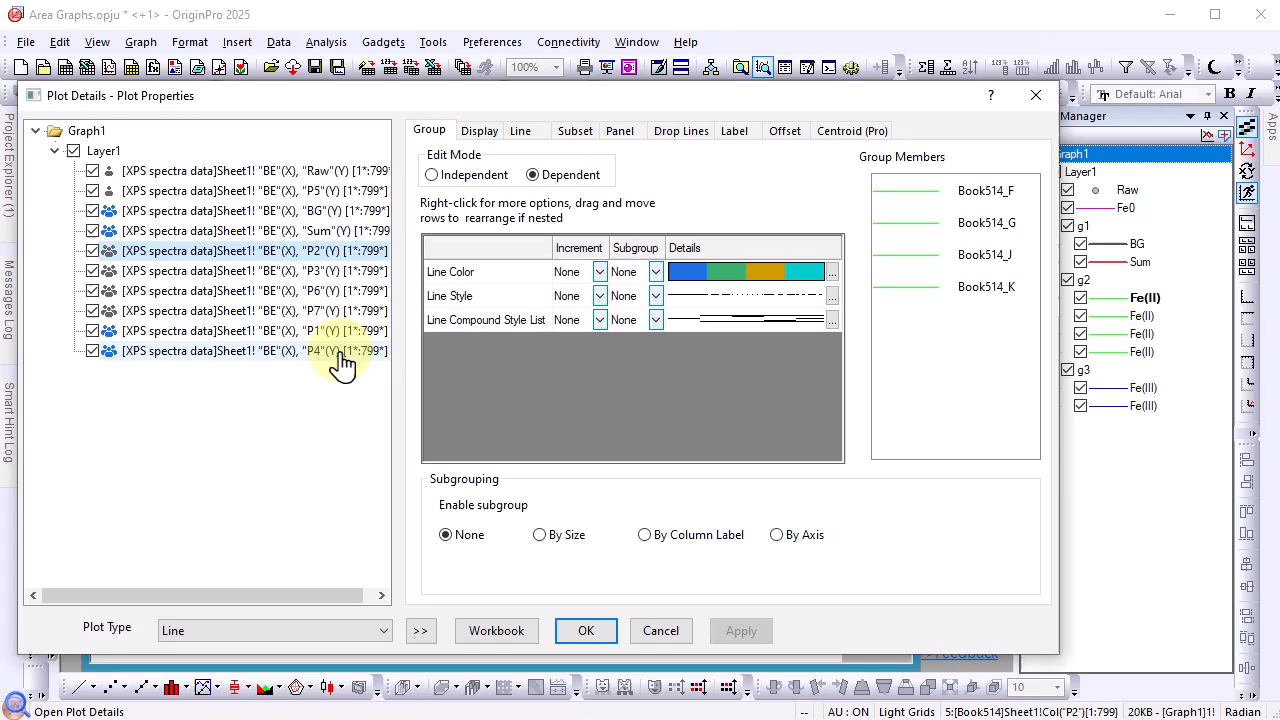 Area Graphs.opju * <+1> - OriginPro 2025
File Edit View Graph Format Insert Data Analysis Gadgets Tools Preferences Connectivity Window Help
100%
Plot Details - Plot Properties
Default: Arial B I
Manager
Project Explorer (1)
Messages Log
Smart Hint Log
Apps
Graph1
Layer1
[XPS spectra data]Sheet1! "BE"(X), "Raw"(Y) [1*:799*]
[XPS spectra data]Sheet1! "BE"(X), "P5"(Y) [1*:799*]
[XPS spectra data]Sheet1! "BG"(X), "BG"(Y) [1*:799*]
[XPS spectra data]Sheet1! "BE"(X), "Sum"(Y) [1*:799*]
[XPS spectra data]Sheet1! "BE"(X), "P2"(Y) [1*:799*]
[XPS spectra data]Sheet1! "BE"(X), "P3"(Y) [1*:799*]
[XPS spectra data]Sheet1! "BE"(X), "P6"(Y) [1*:799*]
[XPS spectra data]Sheet1! "BE"(X), "P7"(Y) [1*:799*]
[XPS spectra data]Sheet1! "BE"(X), "P1"(Y) [1*:799*]
[XPS spectra data]Sheet1! "BE"(X), "P4"(Y) [1*:799*]
Group Display Line Subset Panel Drop Lines Label Offset Centroid (Pro)
Edit Mode
Independent Dependent
Right-click for more options, drag and move
rows to rearrange if nested
Increment Subgroup Details
Line Color None None ...
Line Style None None ...
Line Compound Style List None None ...
Group Members
Book514_F
Book514_G
Book514_J
Book514_K
Subgrouping
Enable subgroup
None By Size By Column Label By Axis
Plot Type Line >> Workbook OK Cancel Apply
raph1
Layer1
Raw
Fe0
g1
BG
Sum
g2
Fe(II)
Fe(II)
Fe(II)
Fe(II)
g3
Fe(III)
Fe(III)
10
Open Plot Details -- AU : ON Light Grids 5:[Book514]Sheet1!Col("P2")[1:799] 20KB - [Graph1]1! Radian